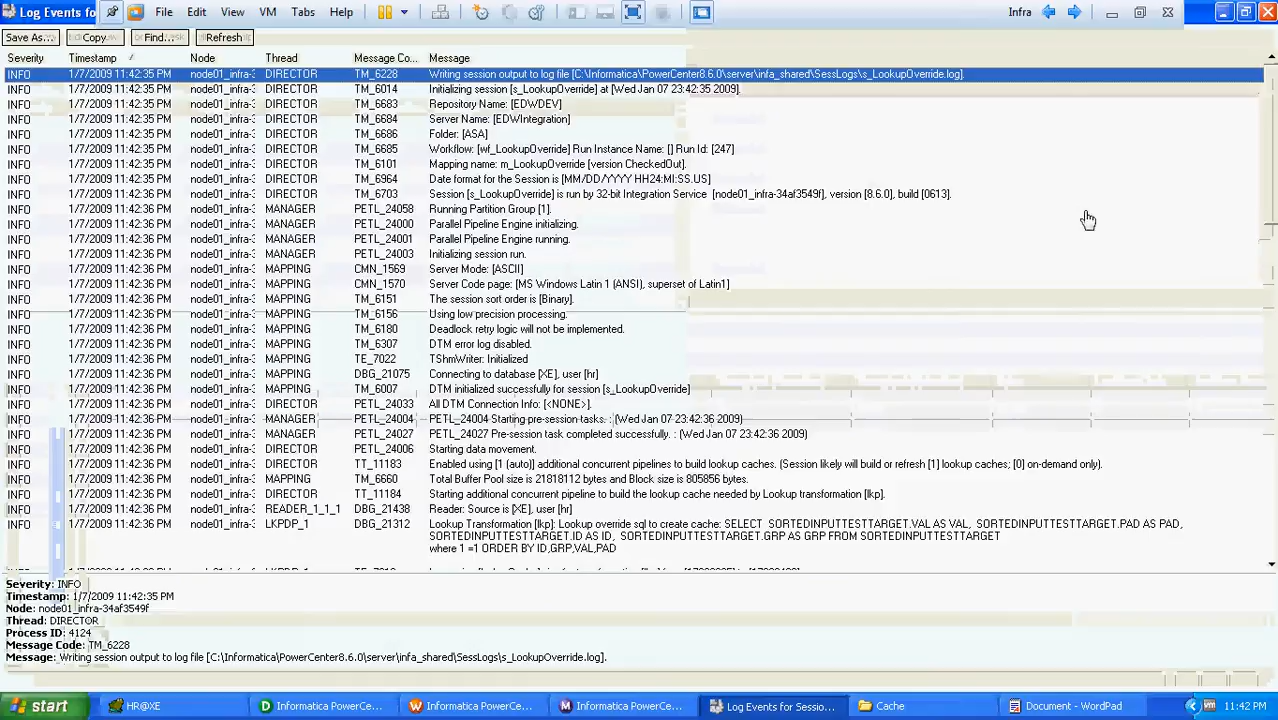 Log Events fo
File Edit View VM Tabs Help
Infra
Save As... Copy... Find... Refresh
Severity Timestamp Node Thread Message Co... Message
INFO 1/7/2009 11:42:35 PM node01_infra-3 DIRECTOR TM_6228 Writing session output to log file [C:\Informatica\PowerCenter8.6.0\server\infa_shared\SessLogs\s_LookupOverride.log].
INFO 1/7/2009 11:42:35 PM node01_infra-3 DIRECTOR TM_6014 Initializing session [s_LookupOverride] at [Wed Jan 07 23:42:35 2009].
INFO 1/7/2009 11:42:35 PM node01_infra-3 DIRECTOR TM_6683 Repository Name: [EDWDEV]
INFO 1/7/2009 11:42:35 PM node01_infra-3 DIRECTOR TM_6684 Server Name: [EDWIntegration]
INFO 1/7/2009 11:42:35 PM node01_infra-3 DIRECTOR TM_6686 Folder: [ASA]
INFO 1/7/2009 11:42:35 PM node01_infra-3 DIRECTOR TM_6685 Workflow: [wf_LookupOverride] Run Instance Name: [] Run Id: [247]
INFO 1/7/2009 11:42:35 PM node01_infra-3 DIRECTOR TM_6101 Mapping name: m_LookupOverride [version CheckedOut].
INFO 1/7/2009 11:42:35 PM node01_infra-3 DIRECTOR TM_6964 Date format for the Session is [MM/DD/YYYY HH24:MI:SS.US]
INFO 1/7/2009 11:42:35 PM node01_infra-3 DIRECTOR TM_6703 Session [s_LookupOverride] is run by 32-bit Integration Service [node01_infra-34af3549f], version [8.6.0], build [0613].
INFO 1/7/2009 11:42:36 PM node01_infra-3 MANAGER PETL_24058 Running Partition Group [1].
INFO 1/7/2009 11:42:36 PM node01_infra-3 MANAGER PETL_24000 Parallel Pipeline Engine initializing.
INFO 1/7/2009 11:42:36 PM node01_infra-3 MANAGER PETL_24001 Parallel Pipeline Engine running.
INFO 1/7/2009 11:42:36 PM node01_infra-3 MANAGER PETL_24003 Initializing session run.
INFO 1/7/2009 11:42:36 PM node01_infra-3 MAPPING CMN_1569 Server Mode: [ASCII]
INFO 1/7/2009 11:42:36 PM node01_infra-3 MAPPING CMN_1570 Server Code page: [MS Windows Latin 1 (ANSI), superset of Latin1]
INFO 1/7/2009 11:42:36 PM node01_infra-3 MAPPING TM_6151 The session sort order is [Binary].
INFO 1/7/2009 11:42:36 PM node01_infra-3 MAPPING TM_6156 Using low precision processing.
INFO 1/7/2009 11:42:36 PM node01_infra-3 MAPPING TM_6180 Deadlock retry logic will not be implemented.
INFO 1/7/2009 11:42:36 PM node01_infra-3 MAPPING TM_6307 DTM error log disabled.
INFO 1/7/2009 11:42:36 PM node01_infra-3 MAPPING TE_7022 TShmWriter: Initialized
INFO 1/7/2009 11:42:36 PM node01_infra-3 MAPPING DBG_21075 Connecting to database [XE], user [hr]
INFO 1/7/2009 11:42:36 PM node01_infra-3 MAPPING TM_6007 DTM initialized successfully for session [s_LookupOverride]
INFO 1/7/2009 11:42:36 PM node01_infra-3 DIRECTOR PETL_24033 All DTM Connection Info: [<NONE>].
INFO 1/7/2009 11:42:36 PM node01_infra-3 MANAGER PETL_24004 PETL_24004 Starting pre-session tasks. : (Wed Jan 07 23:42:36 2009)
INFO 1/7/2009 11:42:36 PM node01_infra-3 MANAGER PETL_24027 PETL_24027 Pre-session task completed successfully. : (Wed Jan 07 23:42:36 2009)
INFO 1/7/2009 11:42:36 PM node01_infra-3 DIRECTOR PETL_24006 Starting data movement.
INFO 1/7/2009 11:42:36 PM node01_infra-3 DIRECTOR TT_11183 Enabled using [1 (auto)] additional concurrent pipelines to build lookup caches. (Session likely will build or refresh [1] lookup caches; [0] on-demand only).
INFO 1/7/2009 11:42:36 PM node01_infra-3 MAPPING TM_6660 Total Buffer Pool size is 21818112 bytes and Block size is 805856 bytes.
INFO 1/7/2009 11:42:36 PM node01_infra-3 DIRECTOR TT_11184 Starting additional concurrent pipeline to build the lookup cache needed by Lookup transformation [lkp].
INFO 1/7/2009 11:42:36 PM node01_infra-3 READER_1_1_1 DBG_21438 Reader: Source is [XE], user [hr]
INFO 1/7/2009 11:42:36 PM node01_infra-3 LKPDP_1 DBG_21312 Lookup Transformation [lkp]: Lookup override sql to create cache: SELECT SORTEDINPUTTESTTARGET.VAL AS VAL, SORTEDINPUTTESTTARGET.PAD AS PAD,
SORTEDINPUTTESTTARGET.ID AS ID, SORTEDINPUTTESTTARGET.GRP AS GRP FROM SORTEDINPUTTESTTARGET
where 1 =1 ORDER BY ID,GRP,VAL,PAD
Severity: INFO
Timestamp: 1/7/2009 11:42:35 PM
Node: node01_infra-34af3549f
Thread: DIRECTOR
Process ID: 4124
Message Code: TM_6228
Message: Writing session output to log file [C:\Informatica\PowerCenter8.6.0\server\infa_shared\SessLogs\s_LookupOverride.log].
start HR@XE Informatica PowerCe... Informatica PowerCe... Informatica PowerCe... Log Events for Sessio... Cache Document - WordPad 11:42 PM